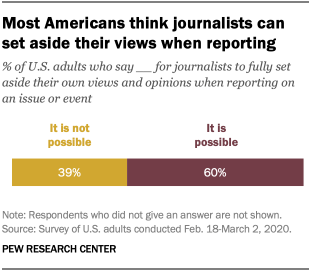 Most Americans think journalists can
set aside their views when reporting
% of U.S. adults who say __ for journalists to fully set
aside their own views and opinions when reporting on
an issue or event
It is not
possible
It is
possible
39%
60%
Note: Respondents who did not give an answer are not shown.
Source: Survey of U.S. adults conducted Feb. 18-March 2, 2020.
PEW RESEARCH CENTER